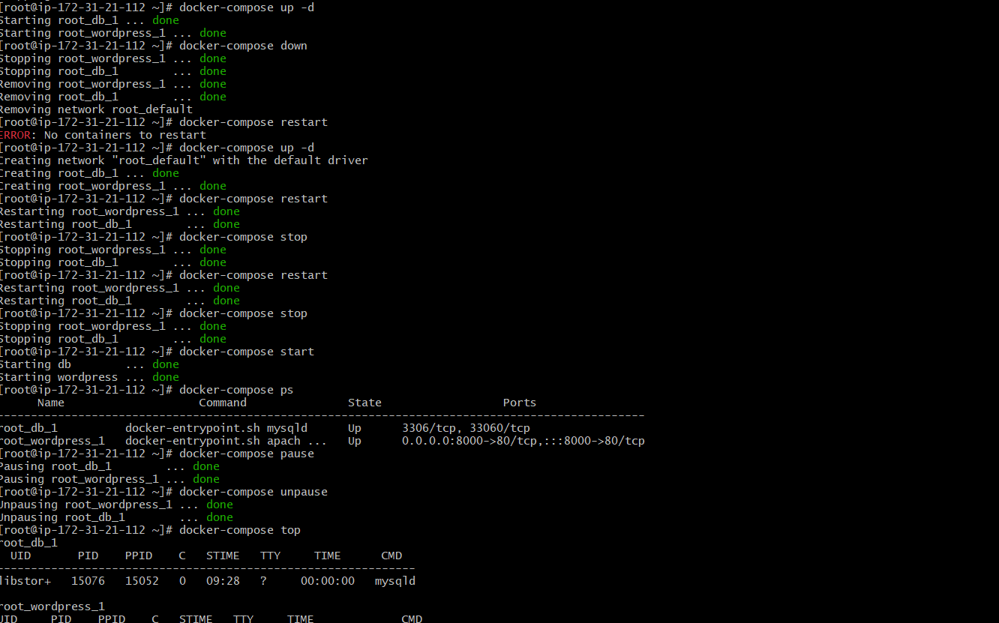 [root@ip-172-31-21-112 ~]# docker-compose up -d
Starting root_db_1 ... done
Starting root_wordpress_1 ... done
[root@ip-172-31-21-112 ~]# docker-compose down
Stopping root_wordpress_1 ... done
Stopping root_db_1        ... done
Removing root_wordpress_1 ... done
Removing root_db_1        ... done
Removing network root_default
[root@ip-172-31-21-112 ~]# docker-compose restart
ERROR: No containers to restart
[root@ip-172-31-21-112 ~]# docker-compose up -d
Creating network "root_default" with the default driver
Creating root_db_1 ... done
Creating root_wordpress_1 ... done
[root@ip-172-31-21-112 ~]# docker-compose restart
Restarting root_wordpress_1 ... done
Restarting root_db_1        ... done
[root@ip-172-31-21-112 ~]# docker-compose stop
Stopping root_wordpress_1 ... done
Stopping root_db_1        ... done
[root@ip-172-31-21-112 ~]# docker-compose restart
Restarting root_wordpress_1 ... done
Restarting root_db_1        ... done
[root@ip-172-31-21-112 ~]# docker-compose stop
Stopping root_wordpress_1 ... done
Stopping root_db_1        ... done
[root@ip-172-31-21-112 ~]# docker-compose start
Starting db        ... done
Starting wordpress ... done
[root@ip-172-31-21-112 ~]# docker-compose ps
Name                    Command               State                  Ports
------------------------------------------------------------------------------------------------
root_db_1          docker-entrypoint.sh mysqld      Up      3306/tcp, 33060/tcp
root_wordpress_1   docker-entrypoint.sh apach ...   Up      0.0.0.0:8000->80/tcp,:::8000->80/tcp
[root@ip-172-31-21-112 ~]# docker-compose pause
Pausing root_db_1        ... done
Pausing root_wordpress_1 ... done
[root@ip-172-31-21-112 ~]# docker-compose unpause
Unpausing root_wordpress_1 ... done
Unpausing root_db_1        ... done
[root@ip-172-31-21-112 ~]# docker-compose top
root_db_1
UID       PID    PPID    C   STIME   TTY     TIME      CMD
--------------------------------------------------------------
libstor+   15076   15052   0   09:28   ?     00:00:00   mysqld
root_wordpress_1
UID     PID    PPID    C   STIME   TTY     TIME             CMD